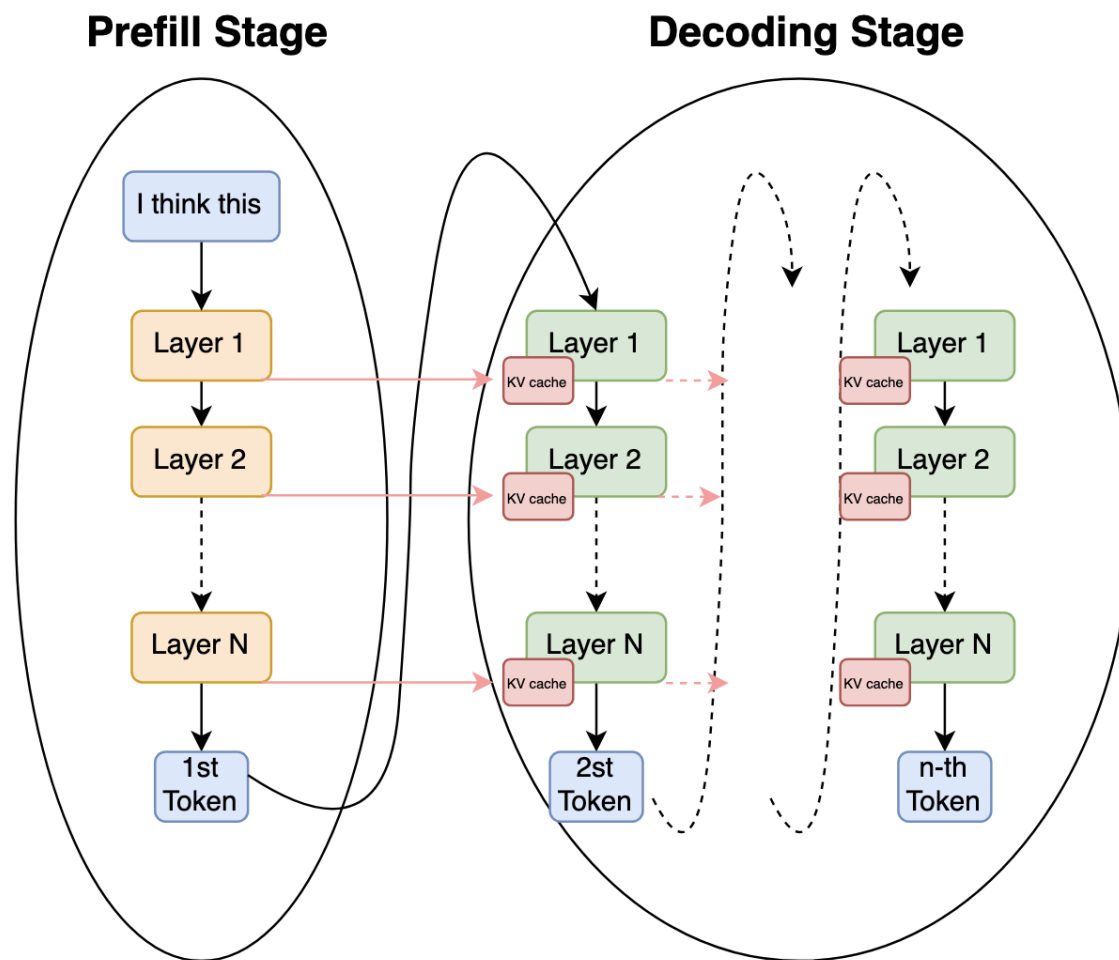 Prefill Stage
Decoding Stage
I think this
Layer 1
Layer 2
Layer N
1st
Token
Layer 1
KV cache
Layer 2
KV cache
Layer N
KV cache
2st
Token
Layer 1
KV cache
Layer 2
KV cache
Layer N
KV cache
n-th
Token